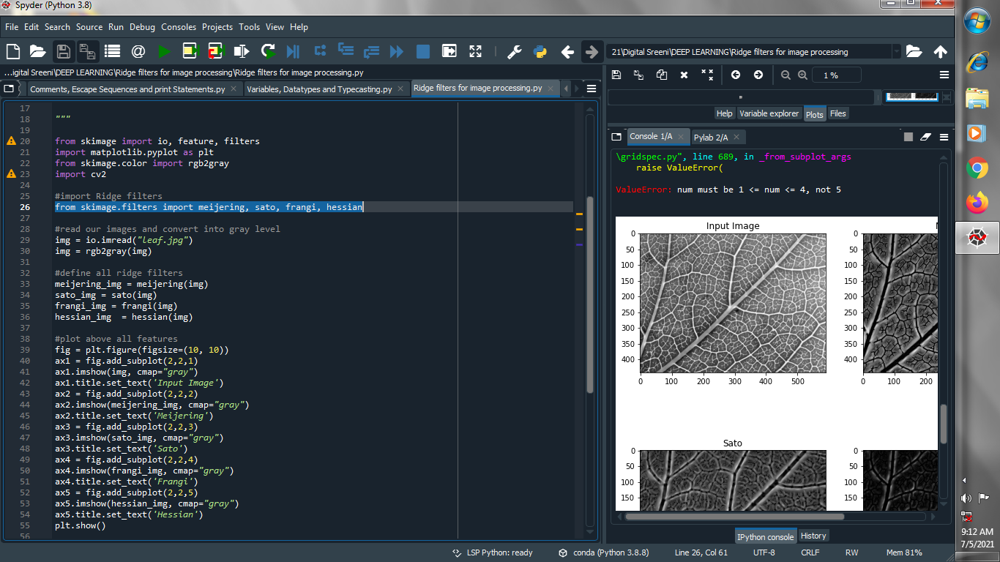 Spyder (Python 3.8)
File Edit Search Source Run Debug Consoles Projects Tools View Help
21\Digital Sreeni\DEEP LEARNING\Ridge filters for image processing
...igital Sreeni\DEEP LEARNING\Ridge filters for image processing\Ridge filters for image processing.py
Comments, Escape Sequences and print Statements.py Variables, Datatypes and Typecasting.py Ridge filters for image processing.py
17
18 """
19
20 from skimage import io, feature, filters
21 import matplotlib.pyplot as plt
22 from skimage.color import rgb2gray
23 import cv2
24
25 #import Ridge filters
26 from skimage.filters import meijering, sato, frangi, hessian
27
28 #read our images and convert into gray level
29 img = io.imread("leaf.jpg")
30 img = rgb2gray(img)
31
32 #define all ridge filters
33 meijering_img = meijering(img)
34 sato_img = sato(img)
35 frangi_img = frangi(img)
36 hessian_img  = hessian(img)
37
38 #plot above all features
39 fig = plt.figure(figsize=(10, 10))
40 ax1 = fig.add_subplot(2,2,1)
41 ax1.imshow(img, cmap="gray")
42 ax1.title.set_text('Input Image')
43 ax2 = fig.add_subplot(2,2,2)
44 ax2.imshow(meijering_img, cmap="gray")
45 ax2.title.set_text('Meijering')
46 ax3 = fig.add_subplot(2,2,3)
47 ax3.imshow(sato_img, cmap="gray")
48 ax3.title.set_text('Sato')
49 ax4 = fig.add_subplot(2,2,4)
50 ax4.imshow(frangi_img, cmap="gray")
51 ax4.title.set_text('Frangi')
52 ax5 = fig.add_subplot(2,2,5)
53 ax5.imshow(hessian_img, cmap="gray")
54 ax5.title.set_text('Hessian')
55 plt.show()
56
1 %
Help Variable explorer Plots Files
Console 1/A Pylab 2/A
\gridspec.py", line 689, in _from_subplot_args
raise ValueError(
ValueError: num must be 1 <= num <= 4, not 5
Input Image
0 0
50 50
100 100
150 150
200 200
250 250
300 300
350 350
400 400
0 100 200 300 400 500 0 100 200
Sato
0 0
50 50
100 100
150 150
IPython console History
LSP Python: ready conda (Python 3.8.8) Line 26, Col 61 UTF-8 CRLF RW Mem 81%
9:12 AM
7/5/2021